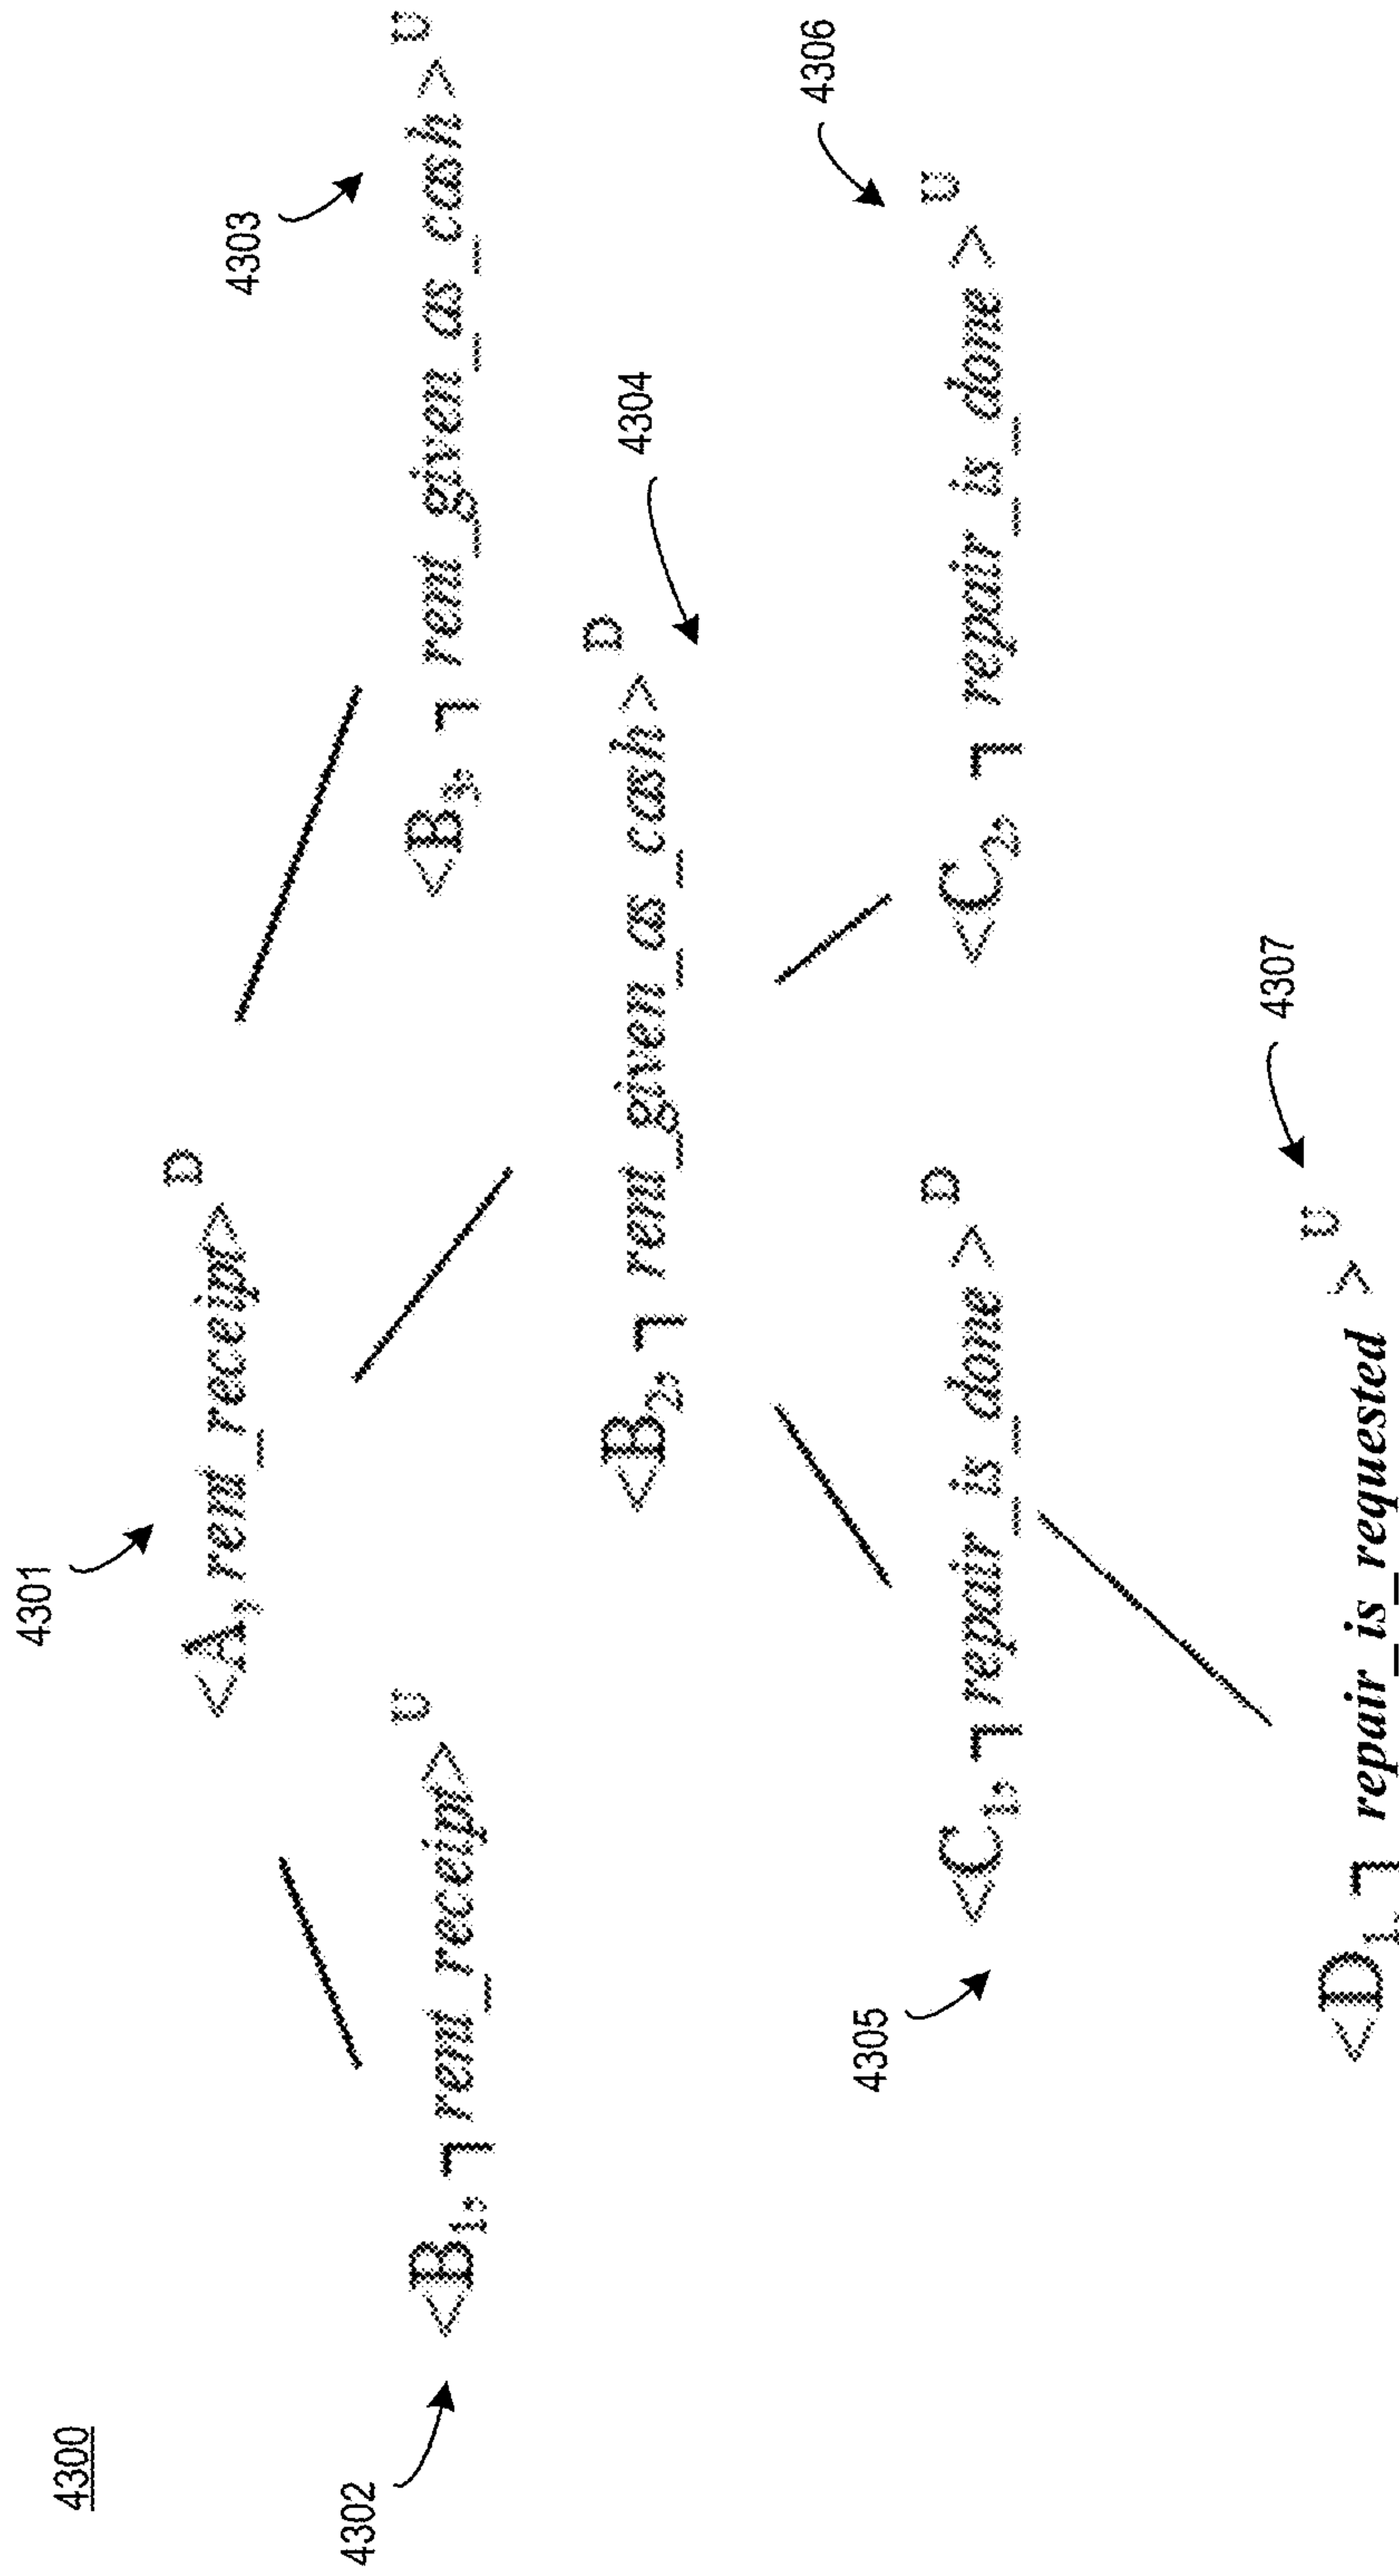 4300
4301
<A, rent_receipt> D
4302
<B1, ⅂ rent_receipt> U
4303
<B3, ⅂ rent_given_as_cash> U
4304
<B2, ⅂ rent_given_as_cash> D
4305
<C1, ⅂ repair_is_done> D
4306
<C2, ⅂ repair_is_done> U
4307
<D1, ⅂ repair_is_requested > U